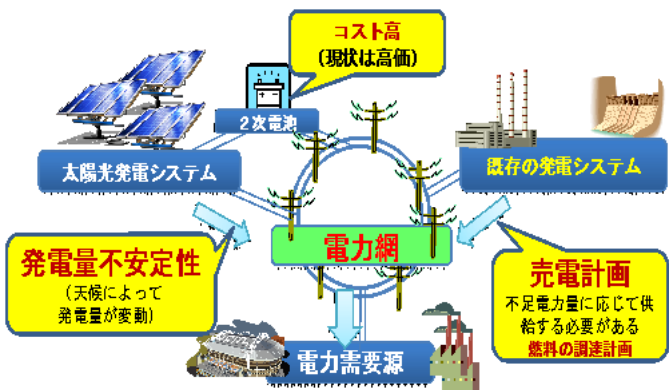 コスト高
(現状は高価)
2次電池
太陽光発電システム
既存の発電システム
電力網
発電量不安定性
(天候によって
発電量が変動)
売電計画
不足電力量に応じて供
給する必要がある
燃料の調達計画
電力需要源